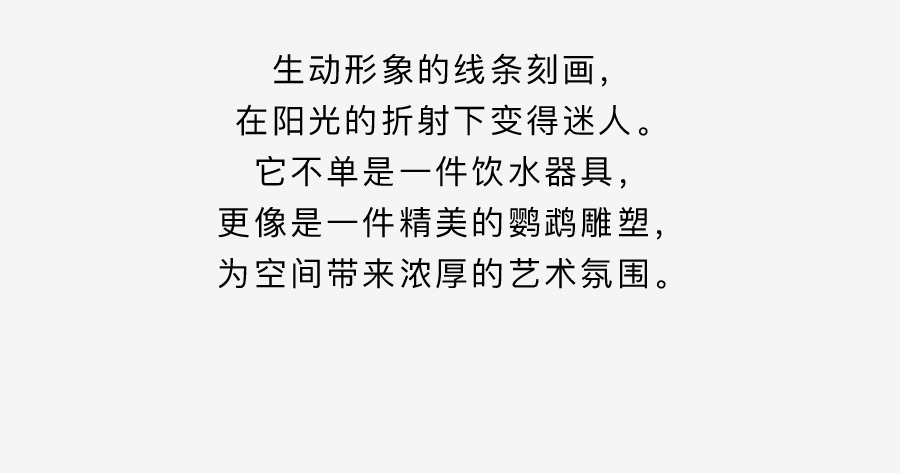 生动形象的线条刻画，
在阳光的折射下变得迷人。
它不单是一件饮水器具，
更像是一件精美的鹦鹉雕塑，
为空间带来浓厚的艺术氛围。